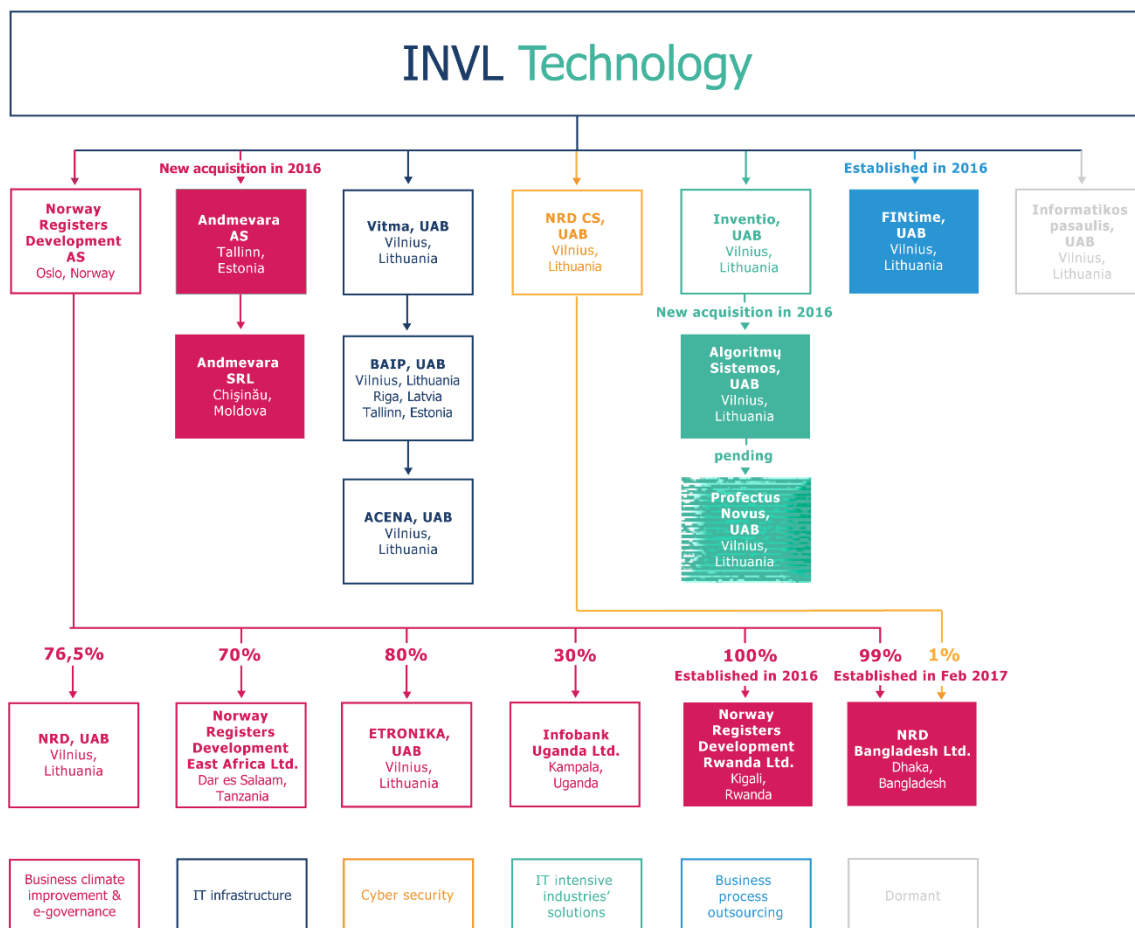 INVL Technology
New acquisition in 2016
Established in 2016
Norway
Registers
Development
AS
Oslo, Norway
Andmevara
AS
Tallinn,
Estonia
Vitma, UAB
Vilnius,
Lithuania
NRD CS,
UAB
Vilnius,
Lithuania
Inventio,
UAB
Vilnius,
Lithuania
FINtime,
UAB
Vilnius,
Lithuania
Informatikos
pasaulis,
UAB
Vilnius,
Lithuania
New acquisition in 2016
Andmevara
SRL
Chişinău,
Moldova
BAIP, UAB
Vilnius, Lithuania
Riga, Latvia
Tallinn, Estonia
Algoritmų
Sistemos,
UAB
Vilnius,
Lithuania
pending
ACENA, UAB
Vilnius,
Lithuania
Profectus
Novus,
UAB
Vilnius,
Lithuania
76,5%
70%
80%
30%
100%
99%
1%
Established in 2016
Established in Feb 2017
NRD, UAB
Vilnius,
Lithuania
Norway
Registers
Development
East Africa Ltd.
Dar es Salaam,
Tanzania
ETRONIKA,
UAB
Vilnius,
Lithuania
Infobank
Uganda Ltd.
Kampala,
Uganda
Norway
Registers
Development
Rwanda Ltd.
Kigali,
Rwanda
NRD
Bangladesh Ltd.
Dhaka,
Bangladesh
Business climate
improvement &
e-governance
IT infrastructure
Cyber security
IT intensive
industries’
solutions
Business
process
outsourcing
Dormant